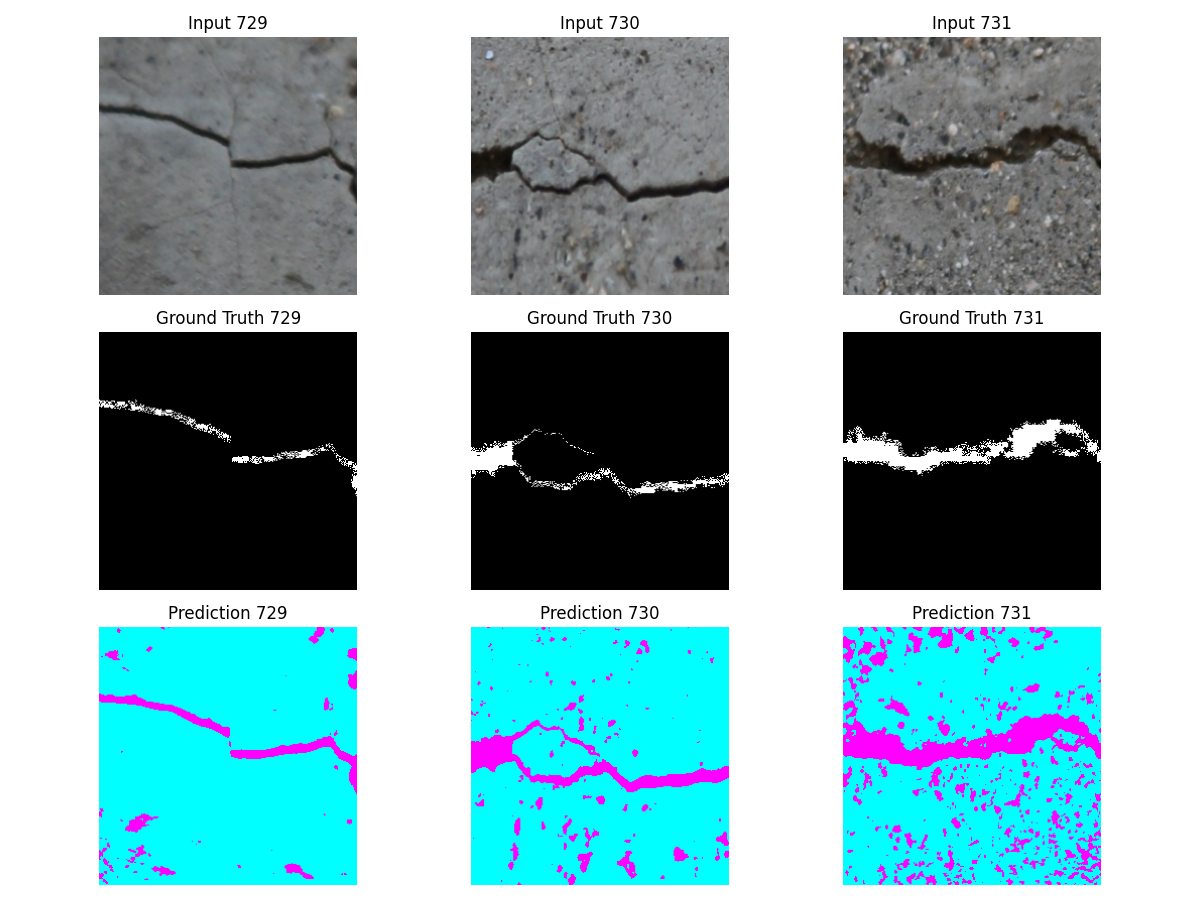 Input 729
Input 730
Input 731
Ground Truth 729
Ground Truth 730
Ground Truth 731
Prediction 729
Prediction 730
Prediction 731